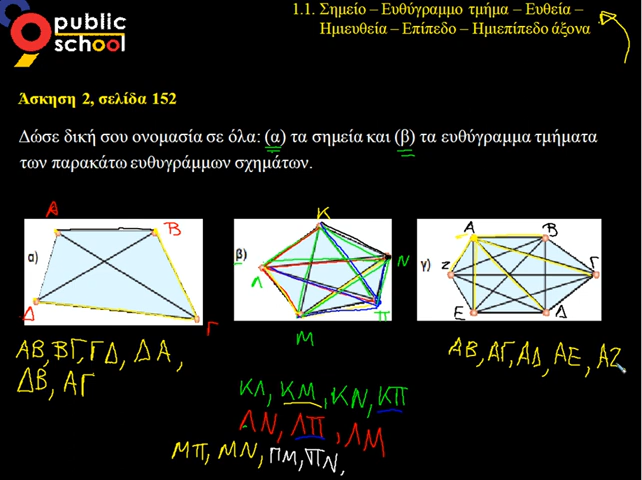 public
school
1.1. Σημείο – Ευθύγραμμο τμήμα – Ευθεία –
Ημιευθεία – Επίπεδο – Ημιεπίπεδο άξονα
Άσκηση 2, σελίδα 152
Δώσε δική σου ονομασία σε όλα: (α) τα σημεία και (β) τα ευθύγραμμα τμήματα
των παρακάτω ευθυγράμμων σχημάτων.
α)
Α
Β
Δ
Γ
β)
Κ
Λ
Ν
Μ
Π
γ)
Α
Β
Ζ
Γ
Ε
Δ
ΑΒ, ΒΓ, ΓΔ, ΔΑ,
ΔΒ, ΑΓ
ΚΛ, ΚΜ, ΚΝ, ΚΠ
ΛΝ, ΛΠ, ΛΜ
ΜΠ, ΜΝ, ΠΜ, ΠΝ,
ΑΒ, ΑΓ, ΑΔ, ΑΕ, ΑΖ